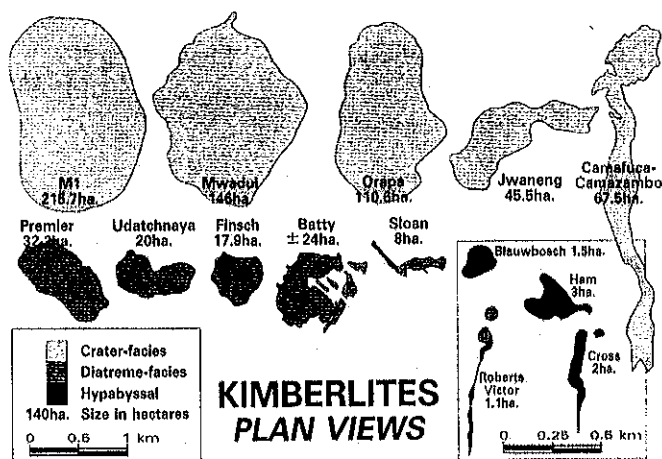 M1
216.7ha.
Mwadui
146ha.
Orapa
110.6ha.
Jwaneng
45.5ha.
Camafuca-
Camazambo
67.5ha.
Premier
32.2ha.
Udatchnaya
20ha.
Finsch
17.9ha.
Batty
±24ha.
Sloan
8ha.
Blauwbosch 1.5ha.
Ham
3ha.
Cross
2ha.
Roberts
Victor
1.1ha.
Crater-facies
Diatreme-facies
Hypabyssal
140ha. Size in hectares
0 0.5 1 km
KIMBERLITES
PLAN VIEWS
0 0.25 0.5 km